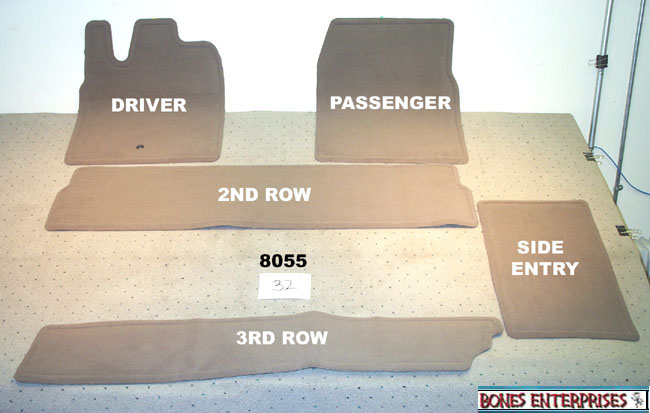 DRIVER
PASSENGER
2ND ROW
SIDE
ENTRY
8055
32
3RD ROW
BONES ENTERPRISES